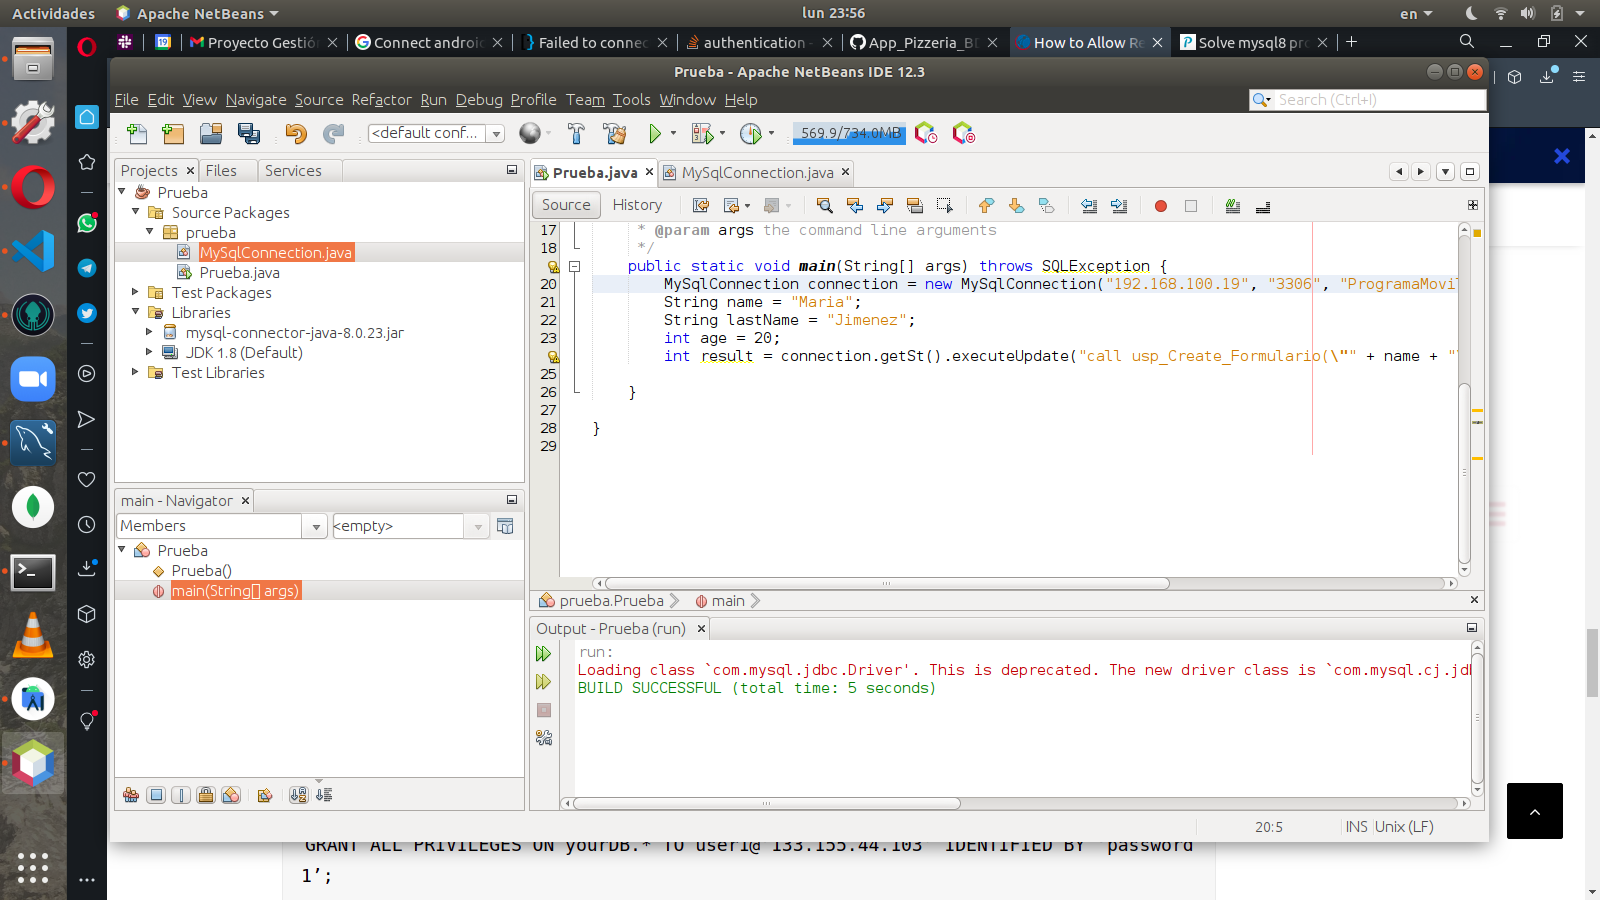 Actividades
Apache NetBeans
lun 23:56
en
19
Proyecto Gestión
Connect androi
Failed to connec
authentication -
App_Pizzeria_B
How to Allow Re
Solve mysql8 pro
Prueba - Apache NetBeans IDE 12.3
File Edit View Navigate Source Refactor Run Debug Profile Team Tools Window Help
Search (Ctrl+I)
<default conf...
569.9/734.0MB
Projects
Files
Services
Prueba
Source Packages
prueba
MySqlConnection.java
Prueba.java
Test Packages
Libraries
mysql-connector-java-8.0.23.jar
JDK 1.8 (Default)
Test Libraries
main - Navigator
Members
<empty>
Prueba
Prueba()
main(String[] args)
Prueba.java
MySqlConnection.java
Source
History
17 * @param args the command line arguments
18 */
public static void main(String[] args) throws SQLException {
20 MySqlConnection connection = new MySqlConnection("192.168.100.19", "3306", "ProgramaMovil
21 String name = "Maria";
22 String lastName = "Jimenez";
23 int age = 20;
int result = connection.getSt().executeUpdate("call usp_Create_Formulario(\"" + name + "\
25
26 }
27
28 }
29
prueba.Prueba
main
Output - Prueba (run)
run:
Loading class `com.mysql.jdbc.Driver'. This is deprecated. The new driver class is `com.mysql.cj.jdb
BUILD SUCCESSFUL (total time: 5 seconds)
20:5
INS
Unix (LF)
GRANT ALL PRIVILEGES ON yourDB.* TO user1@'133.155.44.103' IDENTIFIED BY 'password
1’;